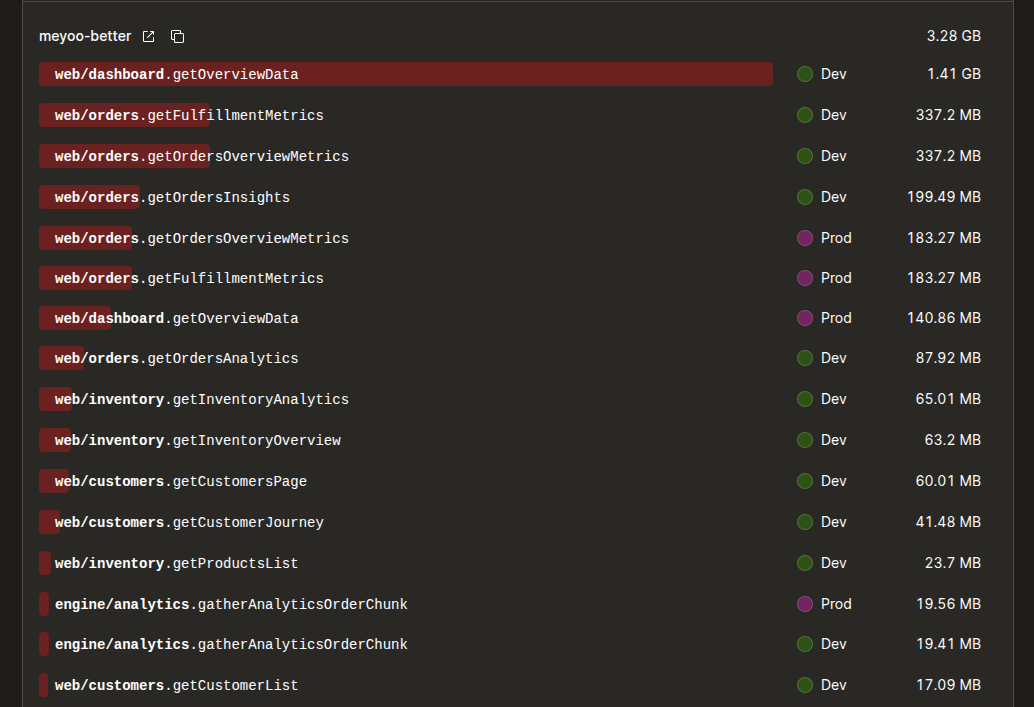 meyoo-better 3.28 GB
web/dashboard.getOverviewData Dev 1.41 GB
web/orders.getFulfillmentMetrics Dev 337.2 MB
web/orders.getOrdersOverviewMetrics Dev 337.2 MB
web/orders.getOrdersInsights Dev 199.49 MB
web/orders.getOrdersOverviewMetrics Prod 183.27 MB
web/orders.getFulfillmentMetrics Prod 183.27 MB
web/dashboard.getOverviewData Prod 140.86 MB
web/orders.getOrdersAnalytics Dev 87.92 MB
web/inventory.getInventoryAnalytics Dev 65.01 MB
web/inventory.getInventoryOverview Dev 63.2 MB
web/customers.getCustomersPage Dev 60.01 MB
web/customers.getCustomerJourney Dev 41.48 MB
web/inventory.getProductsList Dev 23.7 MB
engine/analytics.gatherAnalyticsOrderChunk Prod 19.56 MB
engine/analytics.gatherAnalyticsOrderChunk Dev 19.41 MB
web/customers.getCustomerList Dev 17.09 MB